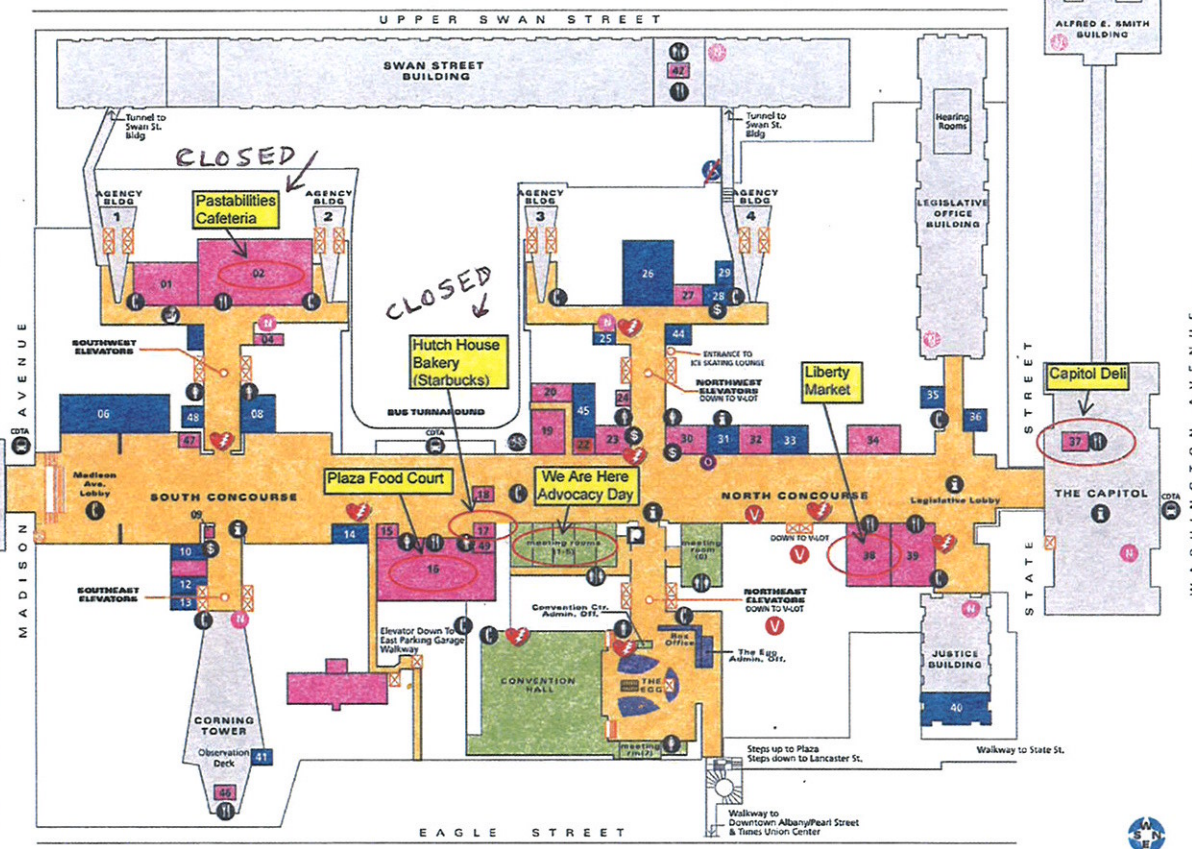 UPPER SWAN STREET
ALFRED E. SMITH
BUILDING
SWAN STREET
BUILDING
42
Tunnel to
Swan St.
Bldg
Tunnel to
Swan St.
Bldg
Hearing
Rooms
CLOSED
AGENCY
BLDG
1
Pastabilities
Cafeteria
AGENCY
BLDG
2
AGENCY
BLDG
3
AGENCY
BLDG
4
LEGISLATIVE
OFFICE
BUILDING
01
02
26
29
27
28
CLOSED
N
N
25
44
SOUTHWEST
ELEVATORS
Hutch House
Bakery
(Starbucks)
ENTRANCE TO
ICE SKATING LOUNGE
NORTHWEST
ELEVATORS
DOWN TO V-LOT
Liberty
Market
Capitol Deli
MADISON AVENUE
STATE STREET
WASHINGTON AVENUE
06
48
08
47
BUS TURNAROUND
CDTA
CDTA
20
45
24
19
22
23
30
31
32
33
34
35
36
37
Madison
Ave.
Lobby
SOUTH CONCOURSE
Plaza Food Court
We Are Here
Advocacy Day
18
NORTH CONCOURSE
Legislative Lobby
THE CAPITOL
CDTA
09
10
12
13
14
15
17
49
16
meeting rooms
(1-5)
P
meeting
room
(6)
V
DOWN TO V-LOT
V
38
39
SOUTHEAST
ELEVATORS
N
NORTHEAST
ELEVATORS
DOWN TO V-LOT
V
Convention Ctr.
Admin. Off.
Elevator Down To
East Parking Garage
Walkway
Box
Office
The Egg
Admin. Off.
CONVENTION
HALL
THE
EGG
N
JUSTICE
BUILDING
40
CORNING
TOWER
Observation
Deck
41
46
meeting
rm(7)
Steps up to Plaza
Steps down to Lancaster St.
Walkway to State St.
Walkway to
Downtown Albany/Pearl Street
& Times Union Center
EAGLE STREET
W
S N
E